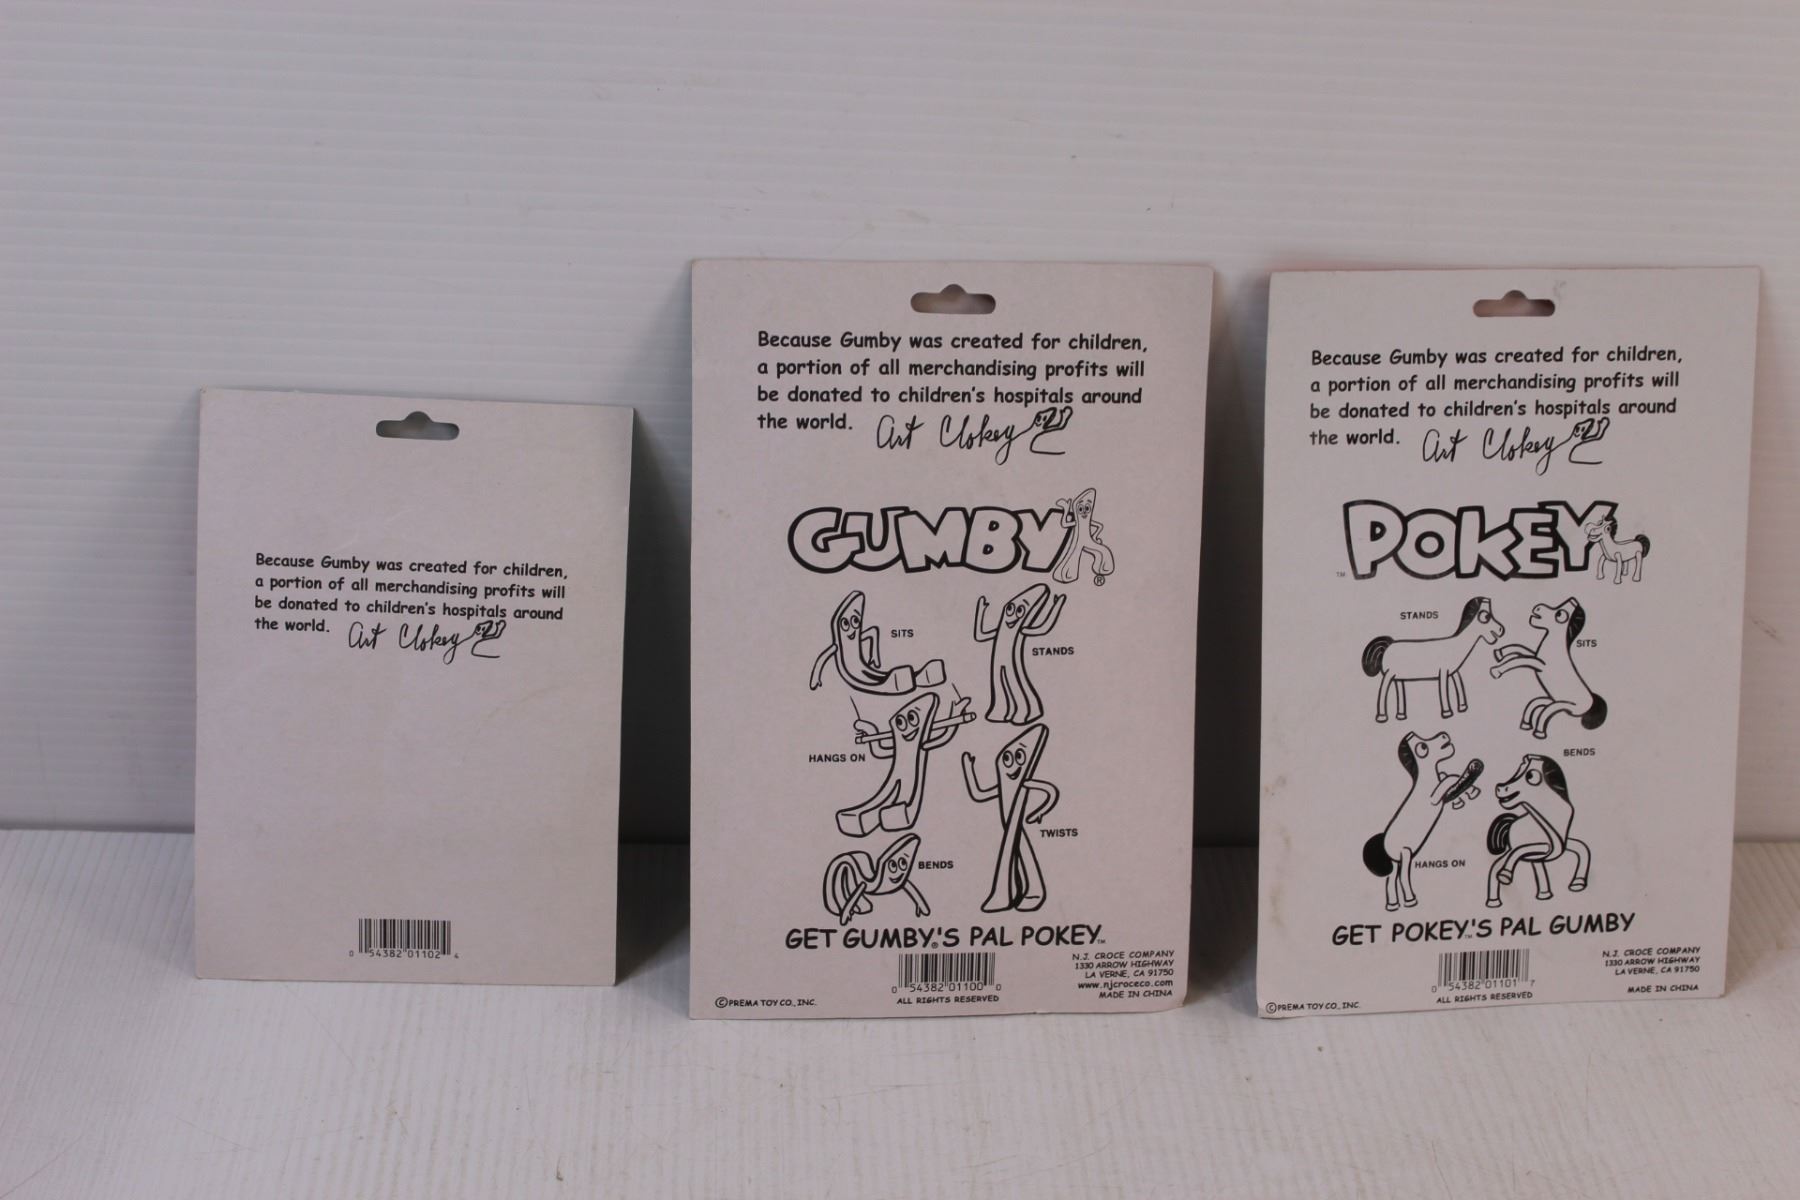 Because Gumby was created for children,
a portion of all merchandising profits will
be donated to children's hospitals around
the world. Art Clokey
0 54382 01102 4
Because Gumby was created for children,
a portion of all merchandising profits will
be donated to children's hospitals around
the world. Art Clokey
GUMBY®
SITS
STANDS
HANGS ON
TWISTS
BENDS
GET GUMBY®'S PAL POKEY™
N.J. CROCE COMPANY
1330 ARROW HIGHWAY
LA VERNE, CA 91750
www.njcroceco.com
MADE IN CHINA
0 54382 01100 0
ALL RIGHTS RESERVED
©PREMA TOY CO., INC.
Because Gumby was created for children,
a portion of all merchandising profits will
be donated to children's hospitals around
the world. Art Clokey
™POKEY
STANDS
SITS
BENDS
HANGS ON
GET POKEY™'S PAL GUMBY
N.J. CROCE COMPANY
1330 ARROW HIGHWAY
LA VERNE, CA 91750
MADE IN CHINA
0 54382 01101 7
ALL RIGHTS RESERVED
©PREMA TOY CO., INC.